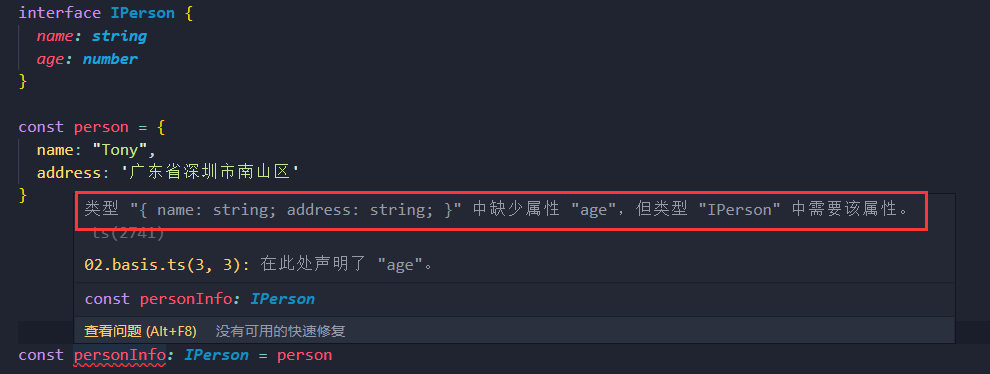 interface IPerson {
name: string
age: number
}
const person = {
name: "Tony",
address: '广东省深圳市南山区'
}
类型 "{ name: string; address: string; }" 中缺少属性 "age"，但类型 "IPerson" 中需要该属性。
ts(2741)
02.basis.ts(3, 3): 在此处声明了 "age"。
const personInfo: IPerson
查看问题 (Alt+F8) 没有可用的快速修复
const personInfo: IPerson = person